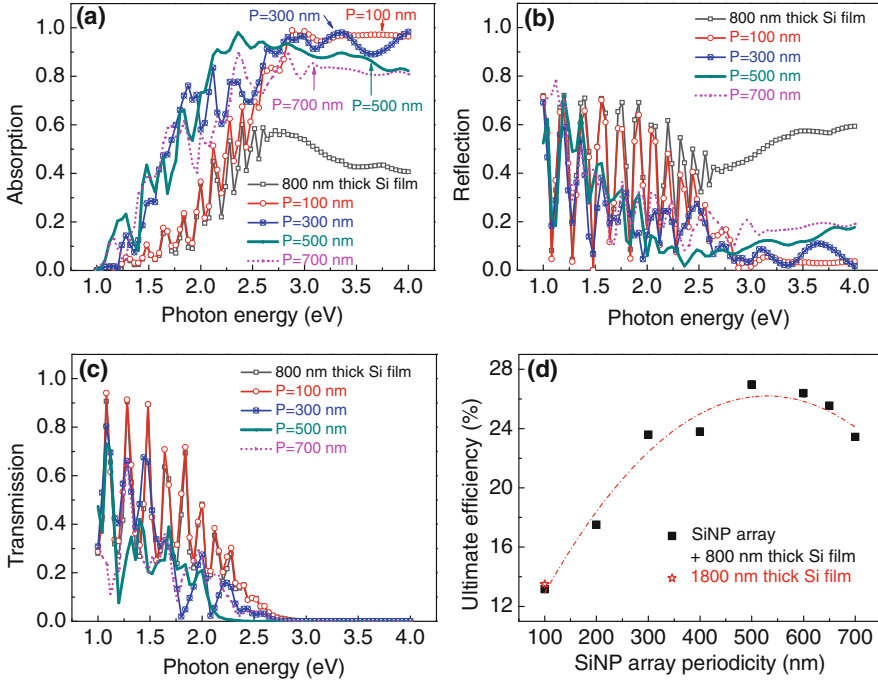 (a)
P=300 nm
P=100 nm
P=700 nm
P=500 nm
800 nm thick Si film
P=100 nm
P=300 nm
P=500 nm
P=700 nm
1.0
0.8
0.6
0.4
0.2
0.0
Absorption
1.0 1.5 2.0 2.5 3.0 3.5 4.0
Photon energy (eV)
(b)
800 nm thick Si film
P=100 nm
P=300 nm
P=500 nm
P=700 nm
1.0
0.8
0.6
0.4
0.2
0.0
Reflection
1.0 1.5 2.0 2.5 3.0 3.5 4.0
Photon energy (eV)
(c)
800 nm thick Si film
P=100 nm
P=300 nm
P=500 nm
P=700 nm
1.0
0.8
0.6
0.4
0.2
0.0
Transmission
1.0 1.5 2.0 2.5 3.0 3.5 4.0
Photon energy (eV)
(d)
28
24
20
16
12
Ultimate efficiency (%)
SiNP array
+ 800 nm thick Si film
1800 nm thick Si film
100 200 300 400 500 600 700
SiNP array periodicity (nm)